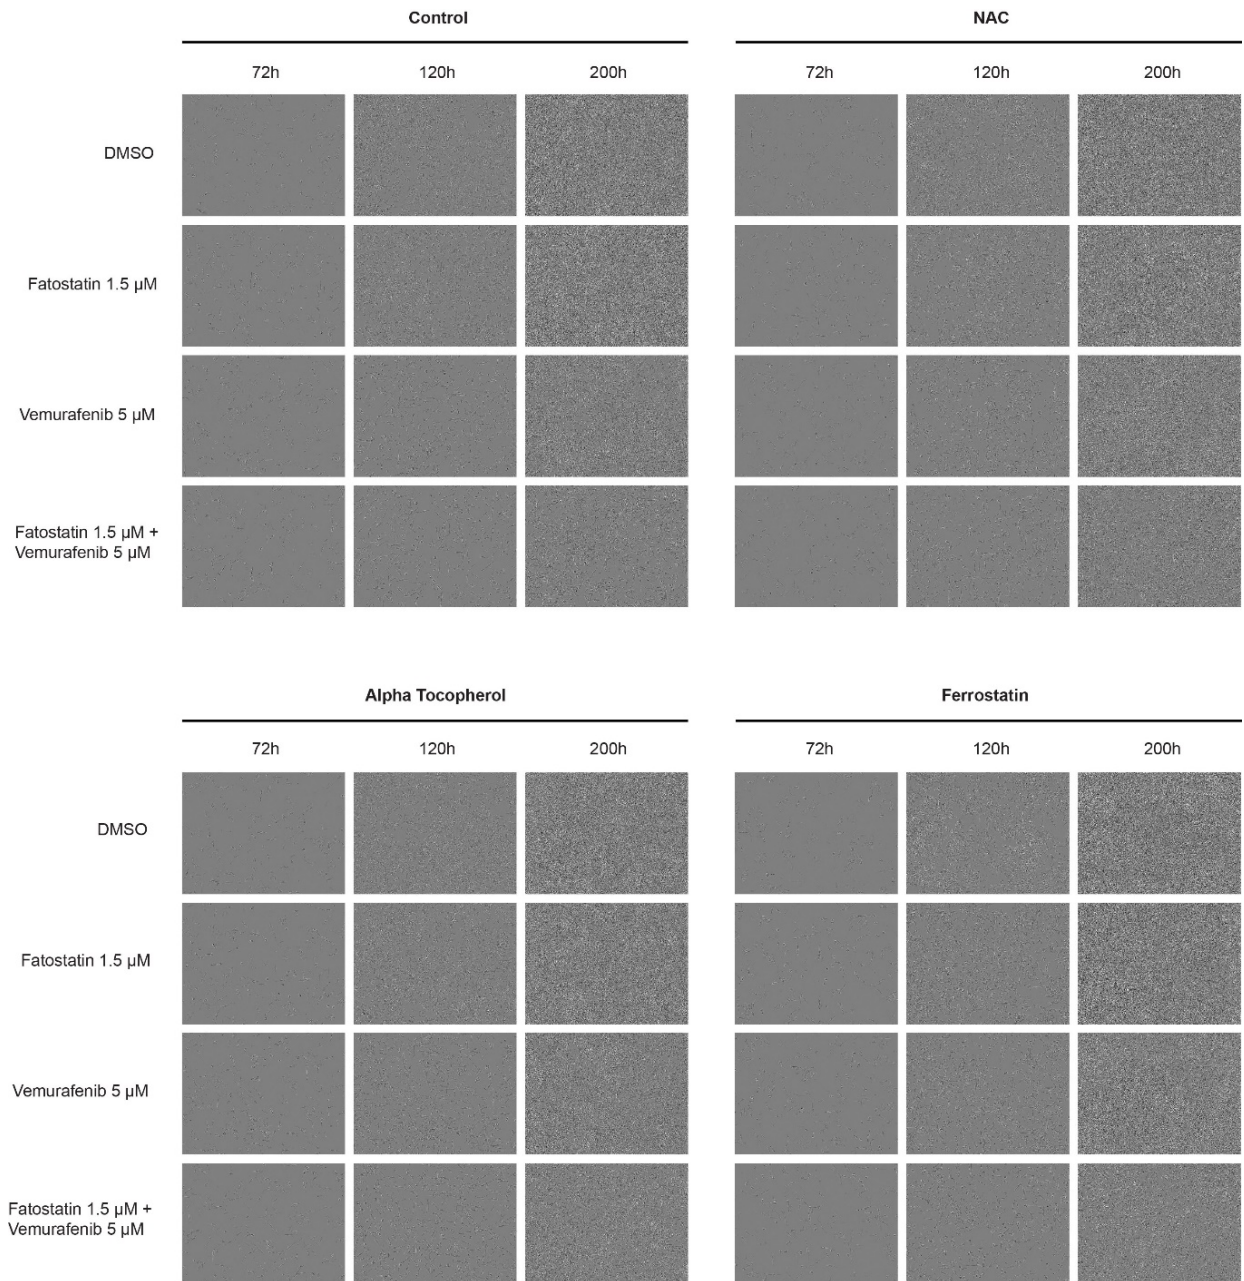 Control NAC
72h 120h 200h 72h 120h 200h
DMSO
Fatostatin 1.5 µM
Vemurafenib 5 µM
Fatostatin 1.5 µM +
Vemurafenib 5 µM
Alpha Tocopherol Ferrostatin
72h 120h 200h 72h 120h 200h
DMSO
Fatostatin 1.5 µM
Vemurafenib 5 µM
Fatostatin 1.5 µM +
Vemurafenib 5 µM